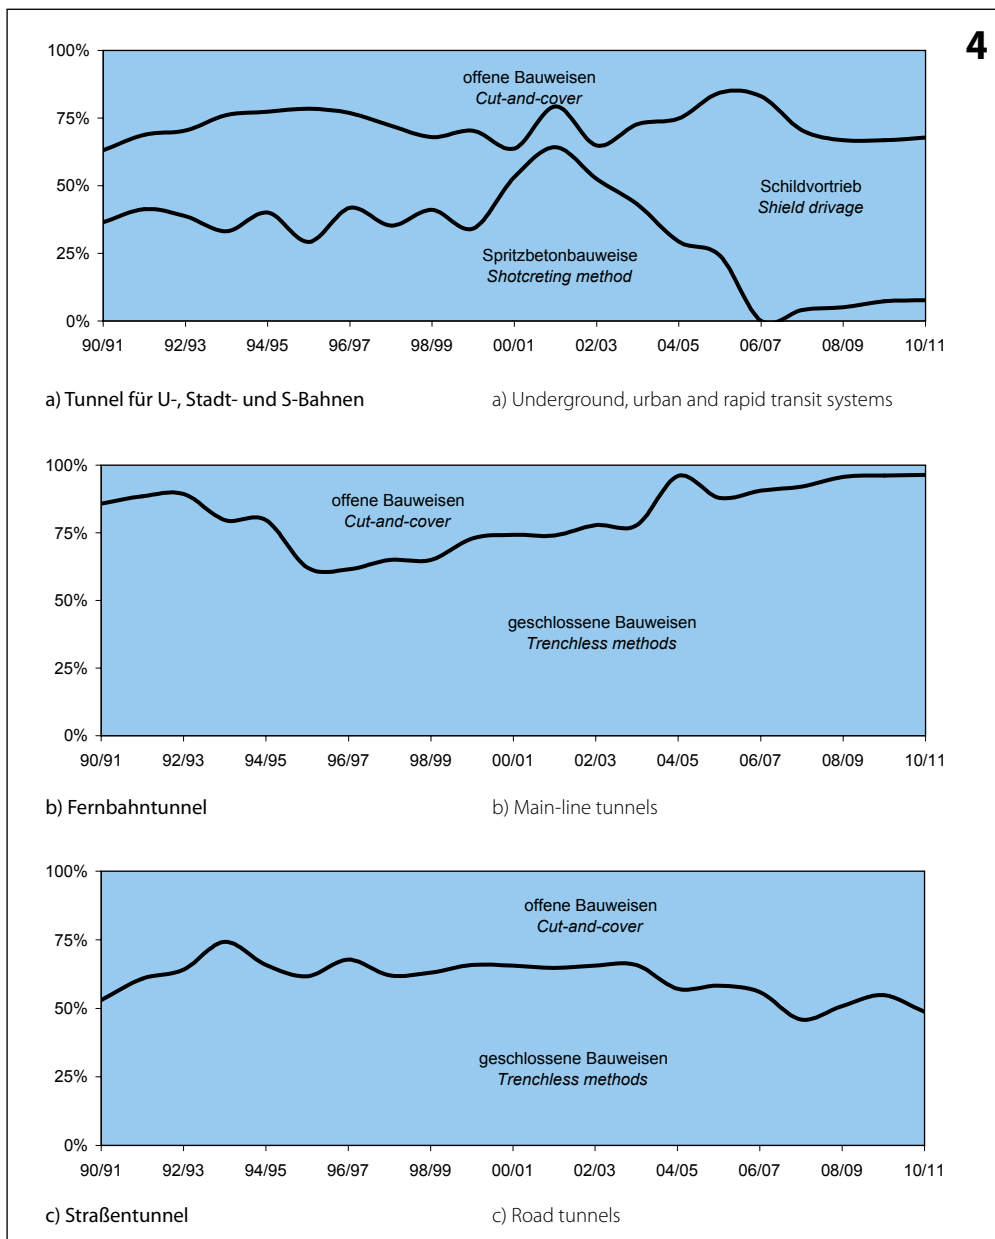 4
100%
offene Bauweisen
Cut-and-cover
75%
50%
Schildvortrieb
Shield drivage
Spritzbetonbauweise
Shotcreting method
25%
0%
90/91 92/93 94/95 96/97 98/99 00/01 02/03 04/05 06/07 08/09 10/11
a) Tunnel für U-, Stadt- und S-Bahnen a) Underground, urban and rapid transit systems
100%
offene Bauweisen
Cut-and-cover
75%
50%
geschlossene Bauweisen
Trenchless methods
25%
0%
90/91 92/93 94/95 96/97 98/99 00/01 02/03 04/05 06/07 08/09 10/11
b) Fernbahntunnel b) Main-line tunnels
100%
offene Bauweisen
Cut-and-cover
75%
50%
geschlossene Bauweisen
Trenchless methods
25%
0%
90/91 92/93 94/95 96/97 98/99 00/01 02/03 04/05 06/07 08/09 10/11
c) Straßentunnel c) Road tunnels